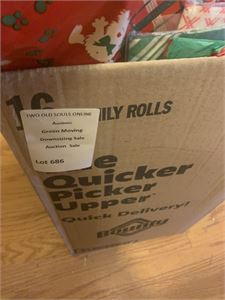 16 ILY ROLLS
TWO OLD SOULS ONLINE
Auction:
Green Moving
Downsizing Sale
Auction Sale
Lot 686
Quicker
Picker
Upper
Quick Delivery!
Bounty